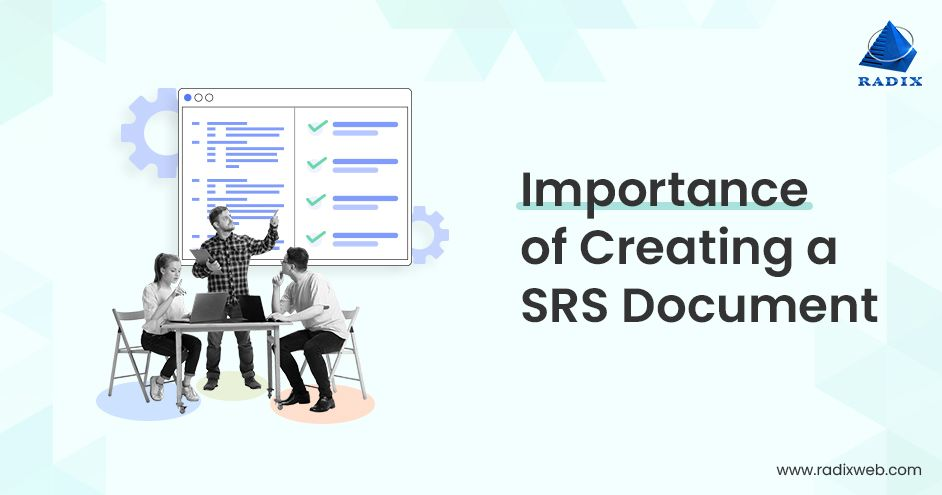 RADIX
Importance
of Creating a
SRS Document
www.radixweb.com